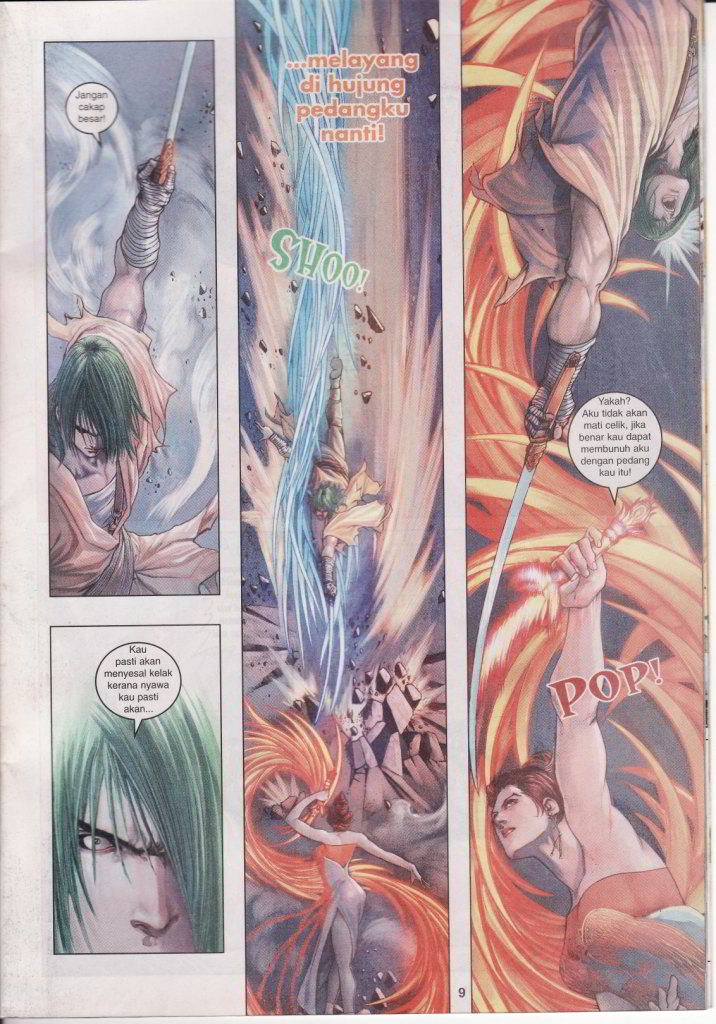 Jangan
cakap
besar!
Kau
pasti akan
menyesal kelak
kerana nyawa
kau pasti
akan...
...melayang
di hujung
pedangku
nanti!
SHOO!
Yakah?
Aku tidak akan
mati celik, jika
benar kau dapat
membunuh aku
dengan pedang
kau itu!
POP!
9